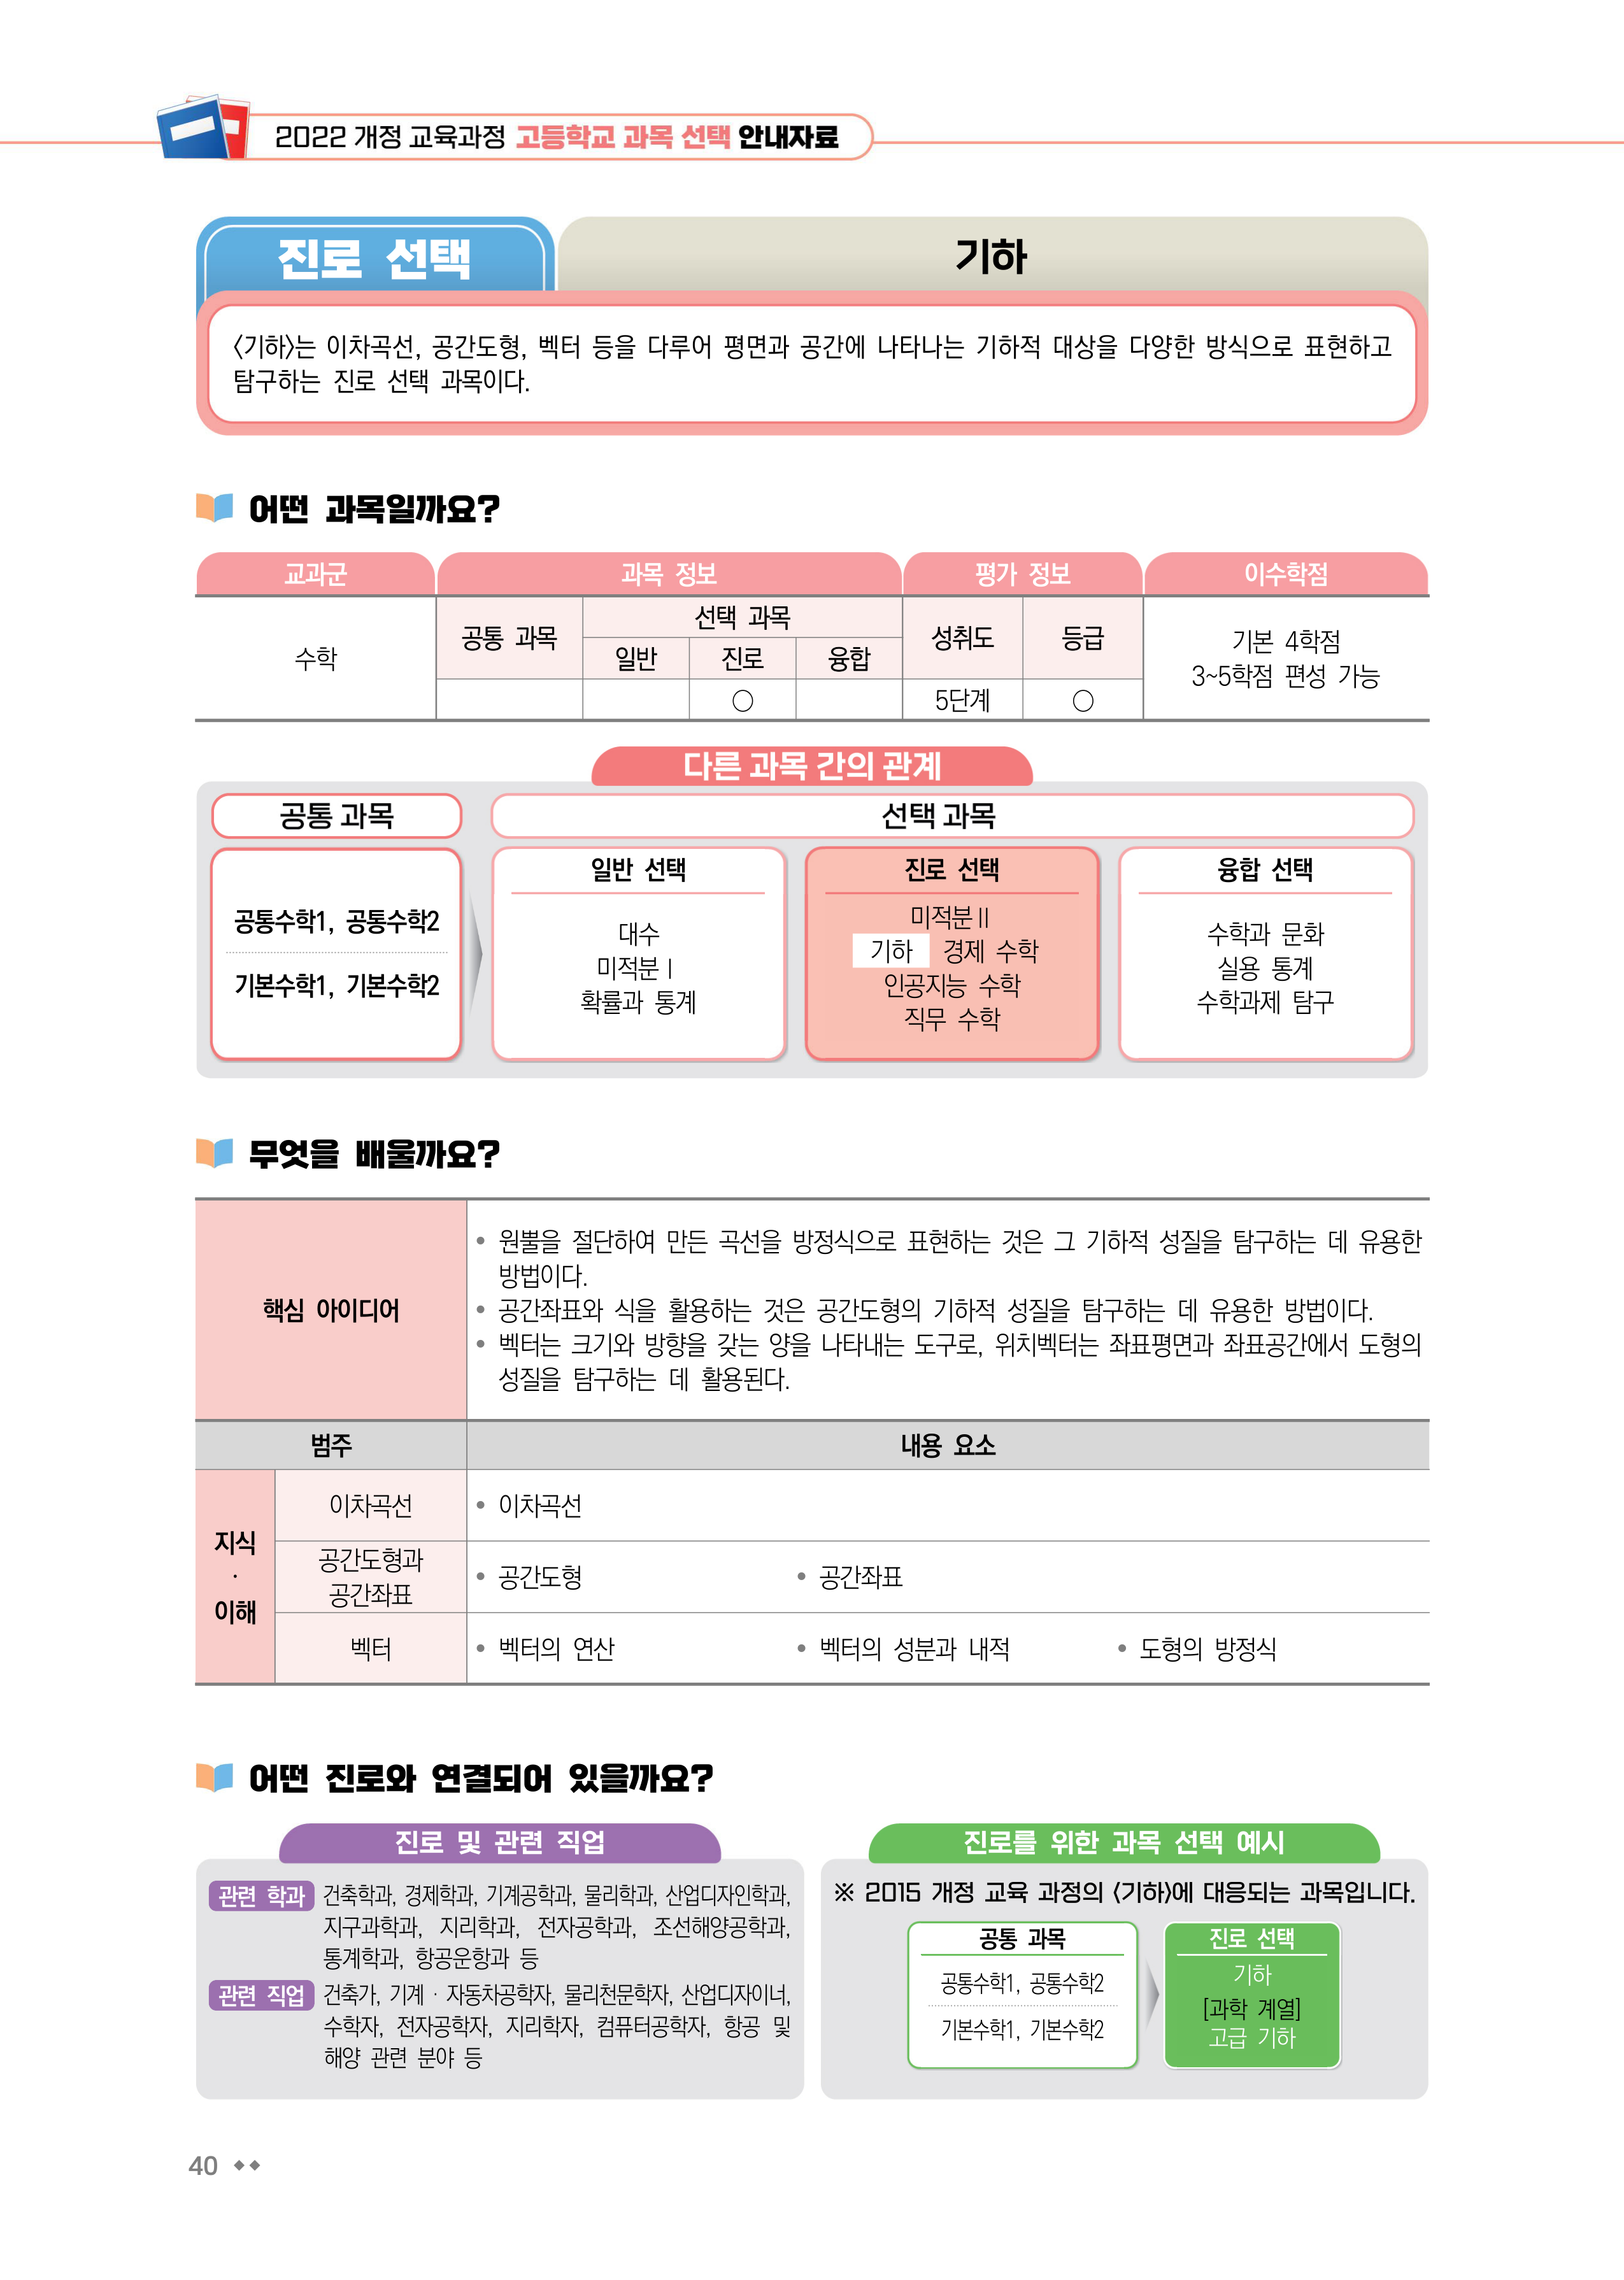 2022 개정 교육과정 고등학교 과목 선택 안내자료
진로 선택
기하
〈기하〉는 이차곡선, 공간도형, 벡터 등을 다루어 평면과 공간에 나타나는 기하적 대상을 다양한 방식으로 표현하고
탐구하는 진로 선택 과목이다.
어떤 과목일까요?
교과군 과목 정보 평가 정보 이수학점
수학
공통 과목
선택 과목
일반 진로 융합
성취도 등급
○ 5단계 ○
기본 4학점
3~5학점 편성 가능
다른 과목 간의 관계
공통 과목
공통수학1, 공통수학2
기본수학1, 기본수학2
선택 과목
일반 선택
대수
미적분Ⅰ
확률과 통계
진로 선택
미적분Ⅱ
기하 경제 수학
인공지능 수학
직무 수학
융합 선택
수학과 문화
실용 통계
수학과제 탐구
무엇을 배울까요?
핵심 아이디어
• 원뿔을 절단하여 만든 곡선을 방정식으로 표현하는 것은 그 기하적 성질을 탐구하는 데 유용한
방법이다.
• 공간좌표와 식을 활용하는 것은 공간도형의 기하적 성질을 탐구하는 데 유용한 방법이다.
• 벡터는 크기와 방향을 갖는 양을 나타내는 도구로, 위치벡터는 좌표평면과 좌표공간에서 도형의
성질을 탐구하는 데 활용된다.
범주 내용 요소
지식
·
이해
이차곡선 • 이차곡선
공간도형과
공간좌표
• 공간도형 • 공간좌표
벡터 • 벡터의 연산 • 벡터의 성분과 내적 • 도형의 방정식
어떤 진로와 연결되어 있을까요?
진로 및 관련 직업
관련 학과 건축학과, 경제학과, 기계공학과, 물리학과, 산업디자인학과,
지구과학과, 지리학과, 전자공학과, 조선해양공학과,
통계학과, 항공운항과 등
관련 직업 건축가, 기계 · 자동차공학자, 물리천문학자, 산업디자이너,
수학자, 전자공학자, 지리학자, 컴퓨터공학자, 항공 및
해양 관련 분야 등
진로를 위한 과목 선택 예시
※ 2015 개정 교육 과정의 〈기하〉에 대응되는 과목입니다.
공통 과목
공통수학1, 공통수학2
기본수학1, 기본수학2
진로 선택
기하
[과학 계열]
고급 기하
40 ◆◆